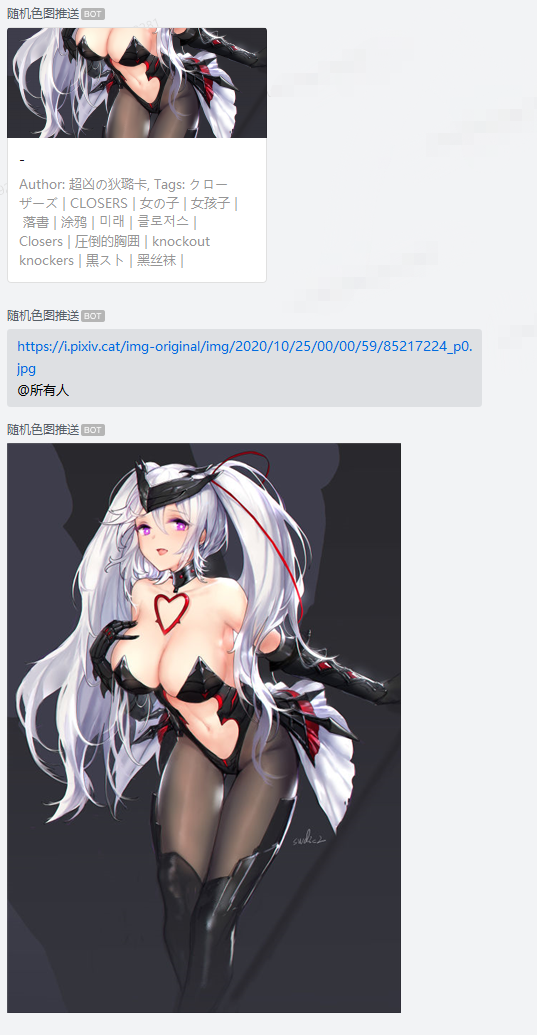 随机色图推送 BOT
-
Author: 超凶の狄璐卡, Tags: クロー
ザーズ | CLOSERS | 女の子 | 女孩子 |
落書 | 涂鸦 | 미래 | 클로저스 |
Closers | 圧倒的胸囲 | knockout
knockers | 黒スト | 黑丝袜 |
随机色图推送 BOT
https://i.pixiv.cat/img-original/img/2020/10/25/00/00/59/85217224_p0.
jpg
@所有人
随机色图推送 BOT